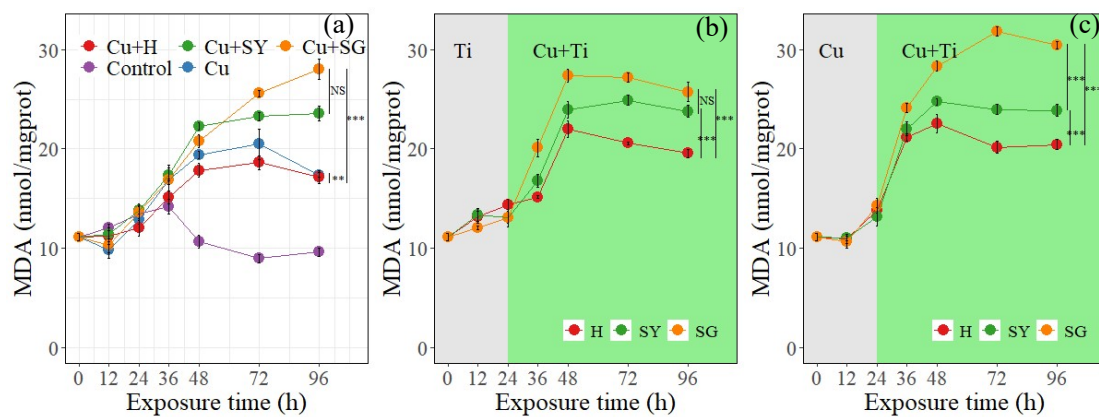 (a)
Cu+H Cu+SY Cu+SG
Control Cu
MDA (nmol/mgprot)
30
20
10
0
NS
***
**
0 12 24 36 48 72 96
Exposure time (h)
(b)
Ti Cu+Ti
MDA (nmol/mgprot)
30
20
10
0
NS
***
***
H SY SG
0 12 24 36 48 72 96
Exposure time (h)
(c)
Cu Cu+Ti
MDA (nmol/mgprot)
30
20
10
0
***
***
***
H SY SG
0 12 24 36 48 72 96
Exposure time (h)